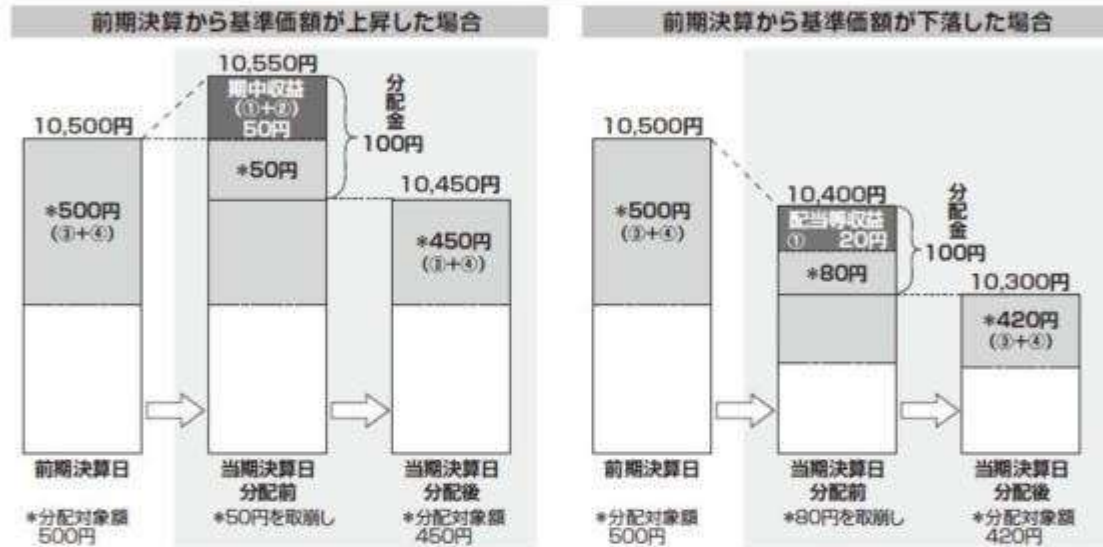 前期決算から基準価額が上昇した場合
10,550円
期中収益
(①+②)
50円
分配金
100円
10,500円
*50円
10,450円
*500円
(③+④)
*450円
(③+④)
前期決算日
当期決算日
分配前
当期決算日
分配後
*分配対象額
500円
*50円を取崩し
*分配対象額
450円
前期決算から基準価額が下落した場合
10,500円
10,400円
配当等収益
① 20円
分配金
100円
*500円
(③+④)
*80円
10,300円
*420円
(③+④)
前期決算日
当期決算日
分配前
当期決算日
分配後
*分配対象額
500円
*80円を取崩し
*分配対象額
420円